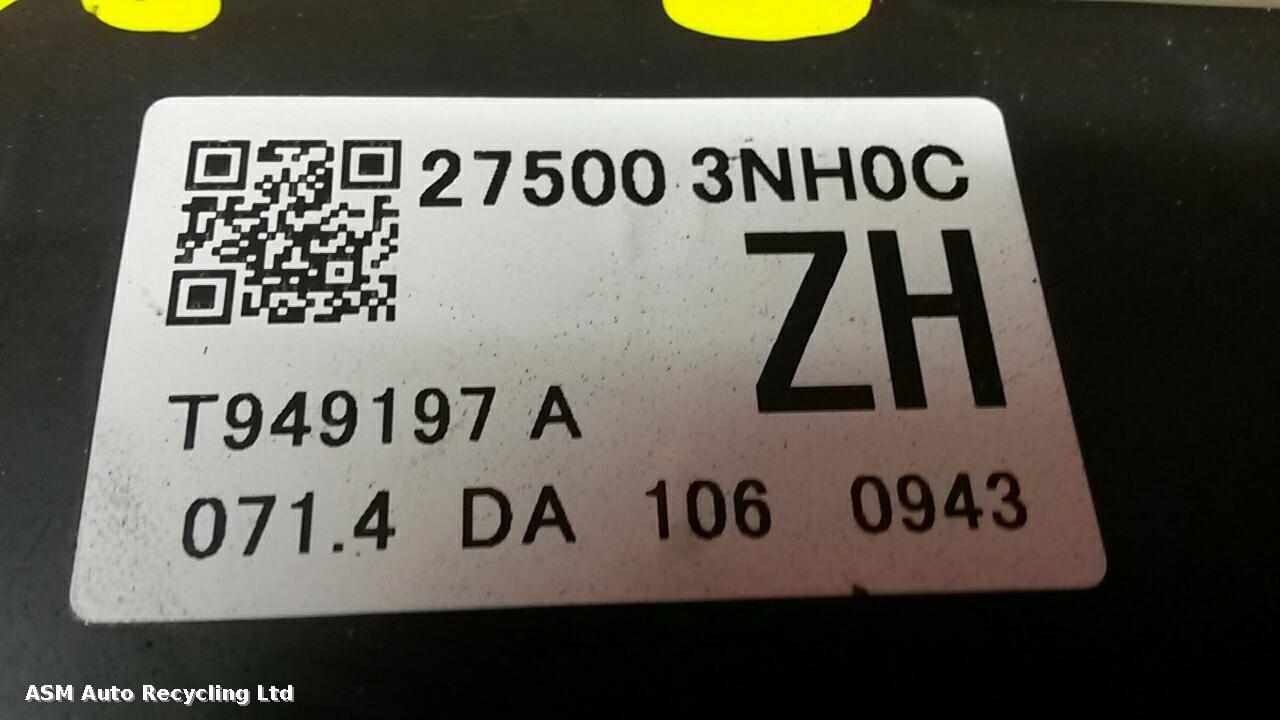 27500 3NH0C
ZH
T949197 A
071.4 DA 106 0943
ASM Auto Recycling Ltd